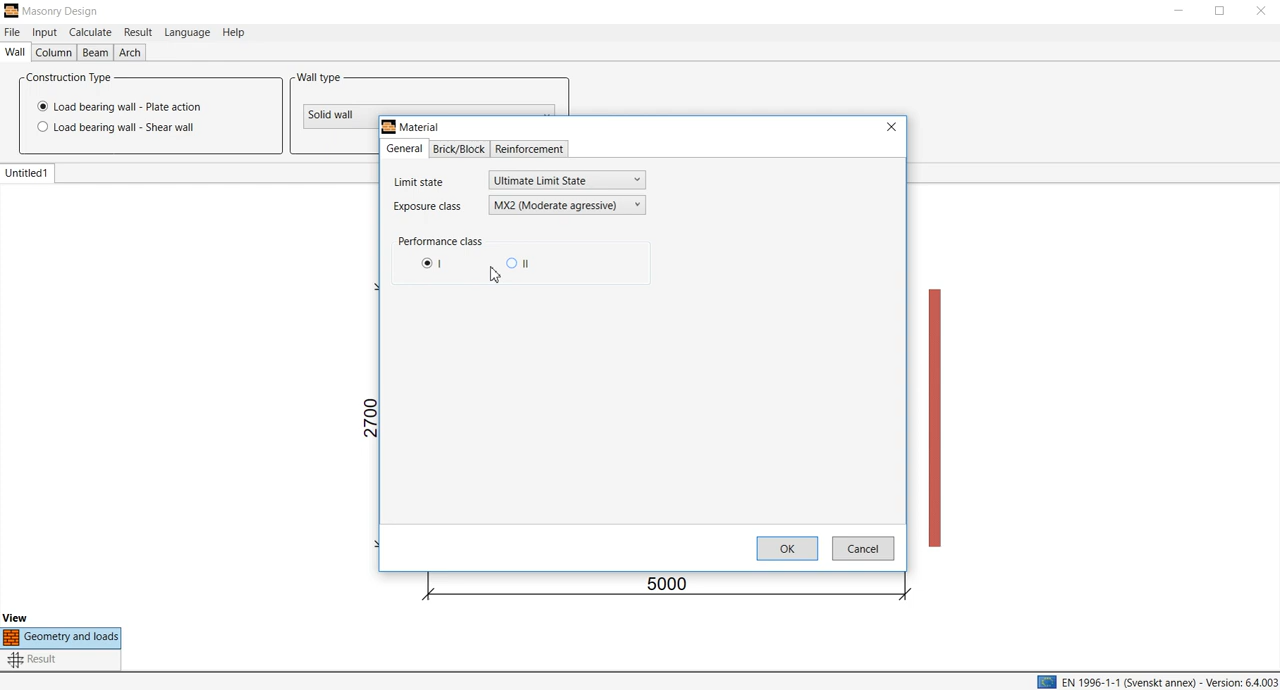 Masonry Design
File Input Calculate Result Language Help
Wall Column Beam Arch
Construction Type
Wall type
Load bearing wall - Plate action
Load bearing wall - Shear wall
Solid wall
Material
General Brick/Block Reinforcement
Untitled1
Limit state Ultimate Limit State
Exposure class MX2 (Moderate agressive)
Performance class
I II
2700
OK Cancel
5000
View
Geometry and loads
Result
EN 1996-1-1 (Svenskt annex) - Version: 6.4.003